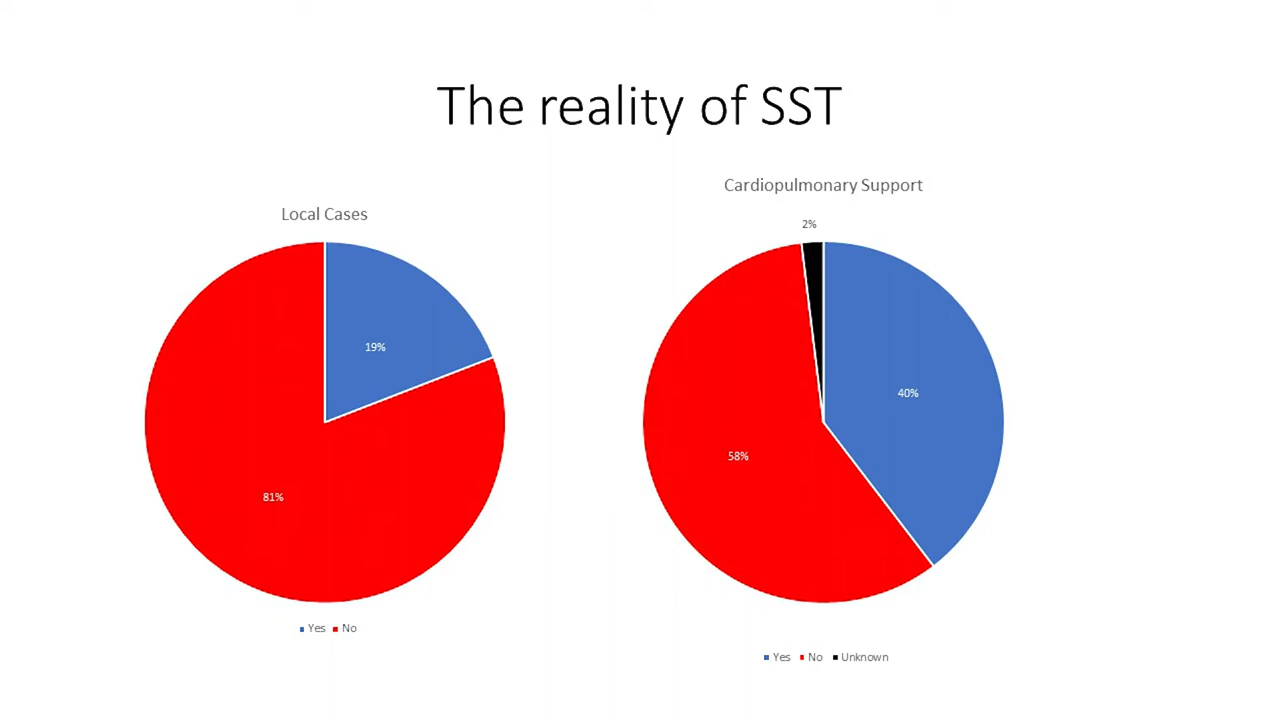 The reality of SST
Local Cases
19%
81%
Yes No
Cardiopulmonary Support
2%
40%
58%
Yes No Unknown